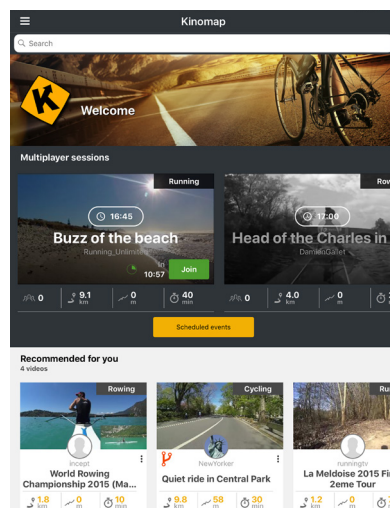 Kinomap
Search
Welcome
Multiplayer sessions
Running
16:45
Buzz of the beach
Running_Unlimited
in
10:57
Join
0
9.1
km
0
m
40
min
17:00
Head of the Charles in
DamienGallet
0
4.0
km
0
m
Scheduled events
Recommended for you
4 videos
Rowing
incept
World Rowing
Championship 2015 (Ma...
1.8
km
0
m
10
min
Cycling
NewYorker
Quiet ride in Central Park
9.8
km
58
m
30
min
runningtv
La Meldoise 2015
2eme Tour
1.2
km
0
m